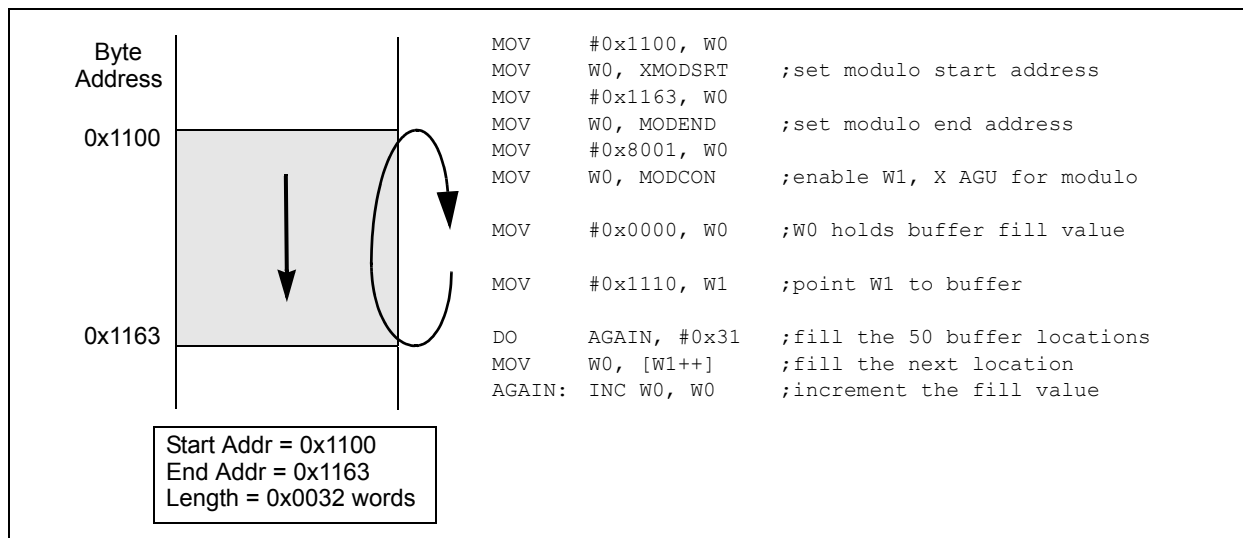 Byte
Address
0x1100
0x1163
MOV #0x1100, W0
MOV W0, XMODSRT ;set modulo start address
MOV #0x1163, W0
MOV W0, MODEND ;set modulo end address
MOV #0x8001, W0
MOV W0, MODCON ;enable W1, X AGU for modulo
MOV #0x0000, W0 ;W0 holds buffer fill value
MOV #0x1110, W1 ;point W1 to buffer
DO AGAIN, #0x31 ;fill the 50 buffer locations
MOV W0, [W1++] ;fill the next location
AGAIN: INC W0, W0 ;increment the fill value
Start Addr = 0x1100
End Addr = 0x1163
Length = 0x0032 words